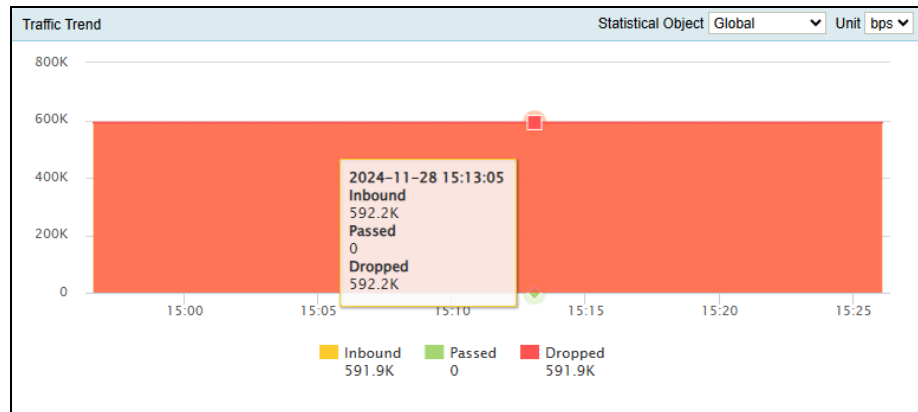 Traffic Trend
Statistical Object Global Unit bps
800K
600K
400K
200K
0
2024-11-28 15:13:05
Inbound
592.2K
Passed
0
Dropped
592.2K
15:00 15:05 15:10 15:15 15:20 15:25
Inbound Passed Dropped
591.9K 0 591.9K